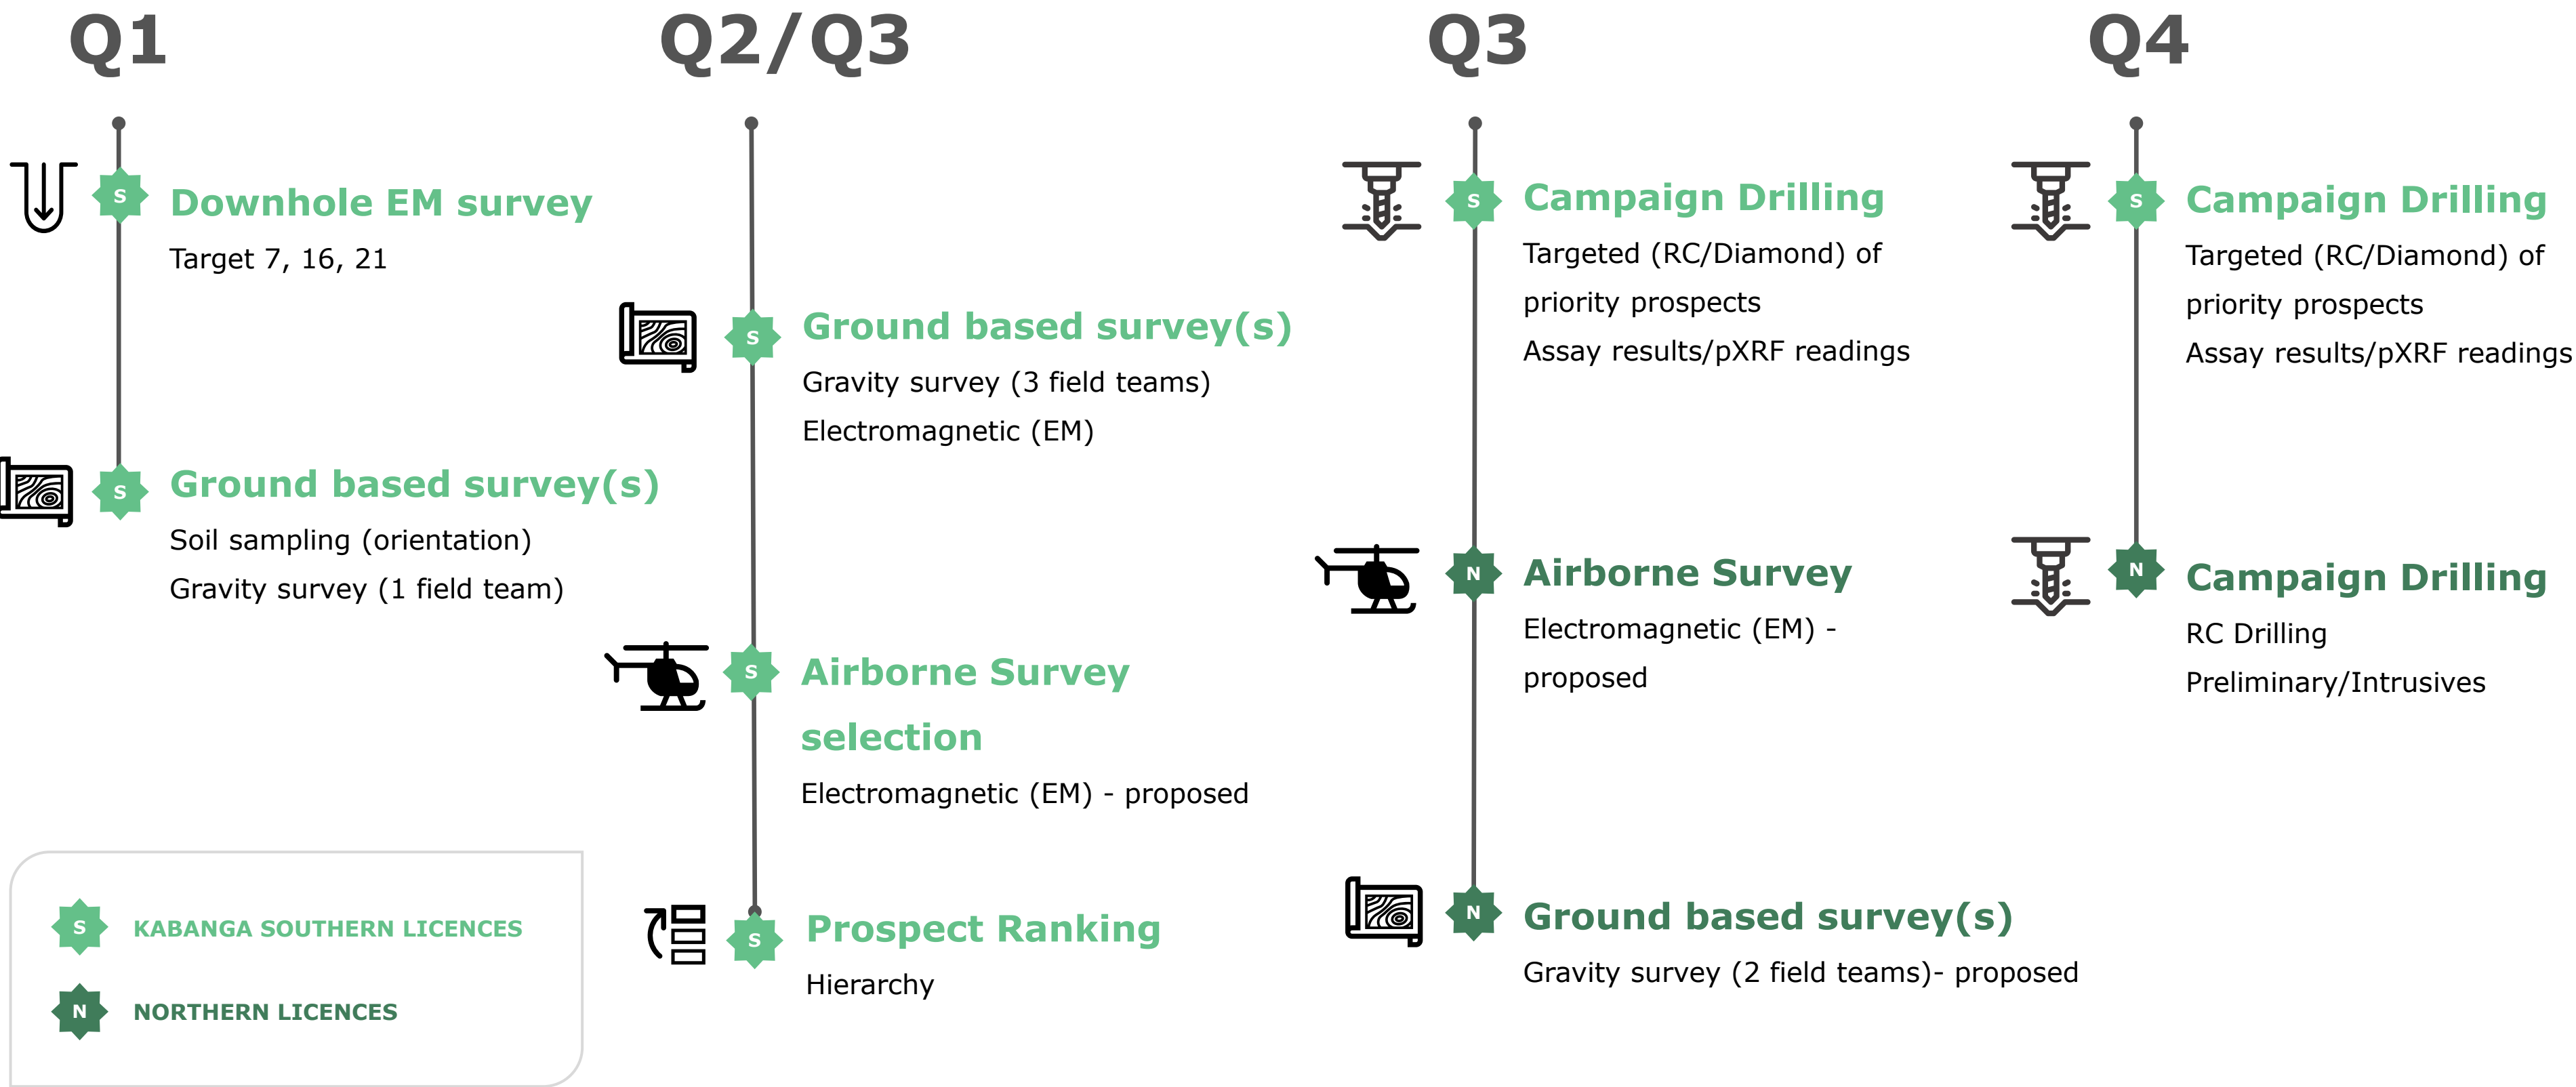 Q1
S
Downhole EM survey
Target 7, 16, 21
S
Ground based survey(s)
Soil sampling (orientation)
Gravity survey (1 field team)
Q2/Q3
S
Ground based survey(s)
Gravity survey (3 field teams)
Electromagnetic (EM)
S
Airborne Survey
selection
Electromagnetic (EM) - proposed
S
Prospect Ranking
Hierarchy
Q3
S
Campaign Drilling
Targeted (RC/Diamond) of
priority prospects
Assay results/pXRF readings
N
Airborne Survey
Electromagnetic (EM) -
proposed
N
Ground based survey(s)
Gravity survey (2 field teams)- proposed
Q4
S
Campaign Drilling
Targeted (RC/Diamond) of
priority prospects
Assay results/pXRF readings
N
Campaign Drilling
RC Drilling
Preliminary/Intrusives
S KABANGA SOUTHERN LICENCES
N NORTHERN LICENCES